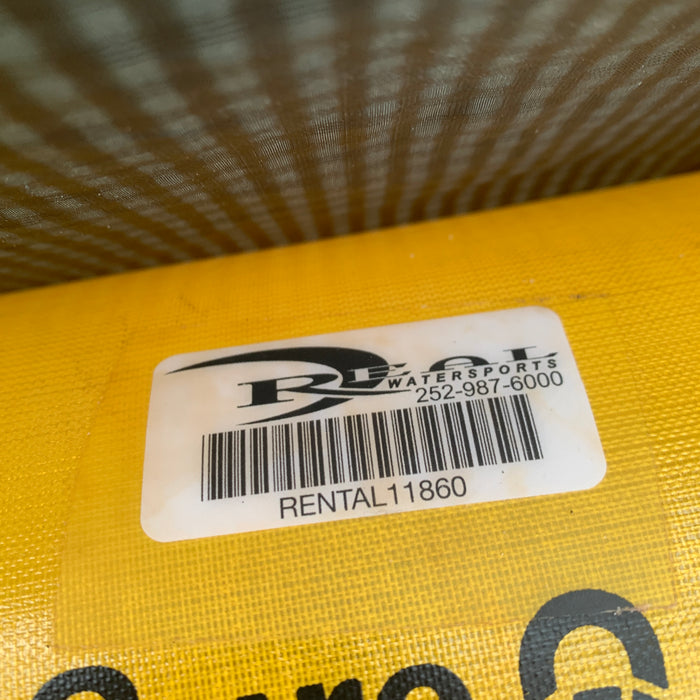 REAL
WATERSPORTS
252-987-6000
RENTAL11860